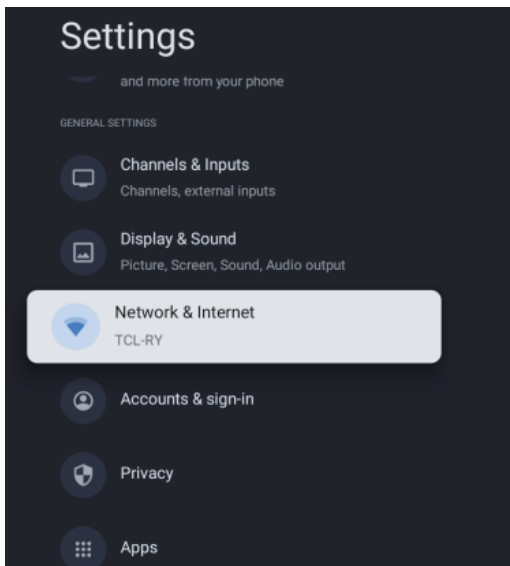 Settings
and more from your phone
GENERAL SETTINGS
Channels & Inputs
Channels, external inputs
Display & Sound
Picture, Screen, Sound, Audio output
Network & Internet
TCL-RY
Accounts & sign-in
Privacy
Apps